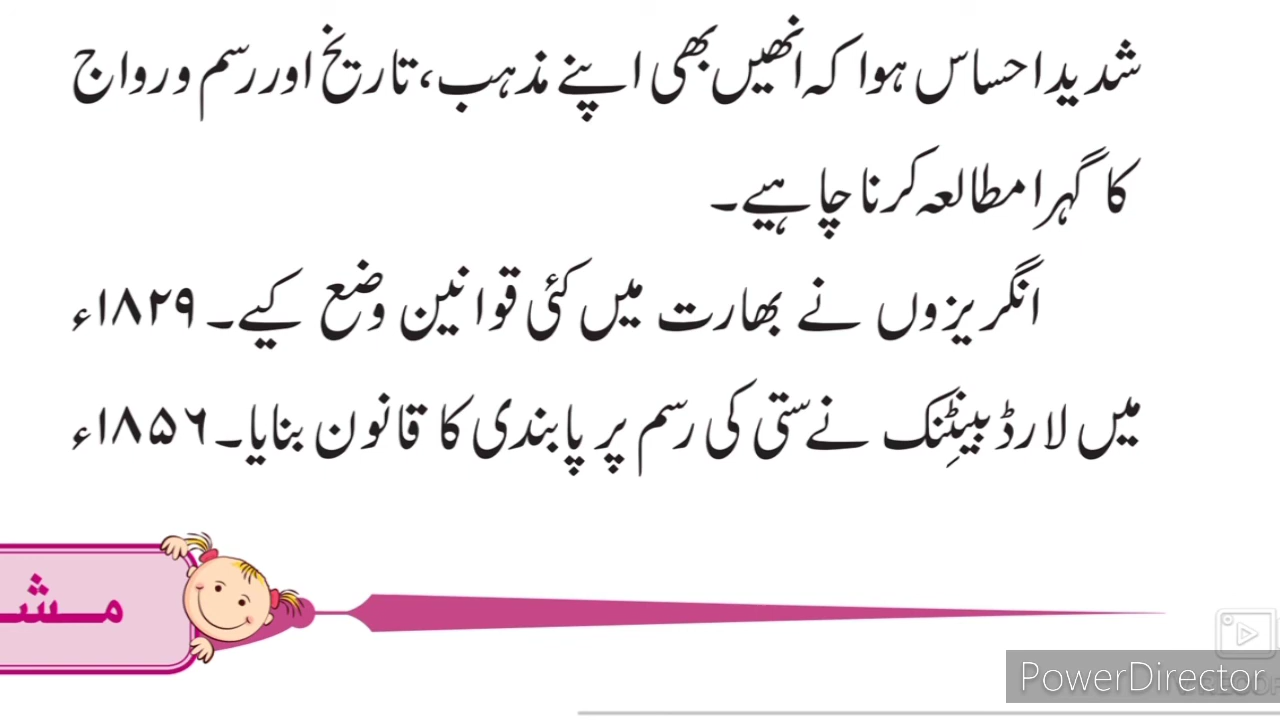 شدید احساس ہوا کہ انھیں بھی اپنے مذہب، تاریخ اور رسم و رواج
کا گہرا مطالعہ کرنا چاہیے۔
انگریزوں نے بھارت میں کئی قوانین وضع کیے۔ ۱۸۲۹ء
میں لارڈ بینٹِنک نے ستی کی رسم پر پابندی کا قانون بنایا۔ ۱۸۵۶ء
PowerDirector